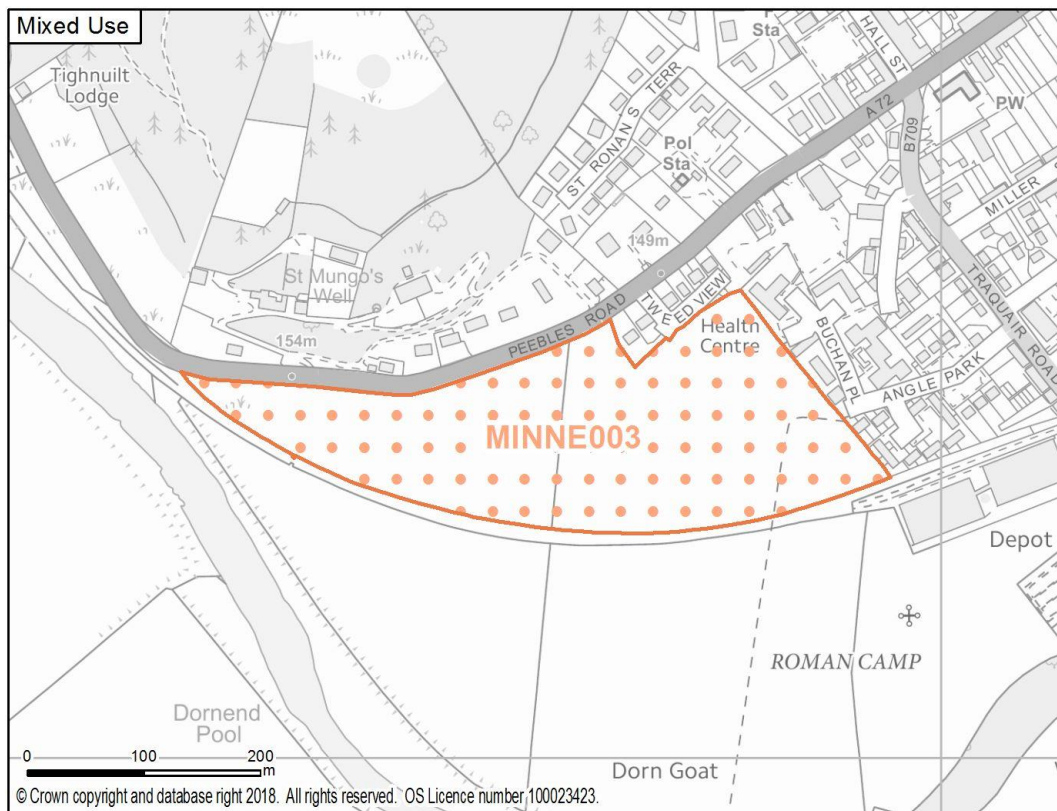 Mixed Use
Tighnuilt
Lodge
Sta
HALL ST
A 72
PW
B709
ST RONAN S TERR
Pol
Sta
MILLER
149m
St Mungo's
Well
TWEED VIEW
TRAQUAIR ROAD
154m
PEEBLES ROAD
Health
Centre
BUCHAN PL
ANGLE PARK
MINNE003
Depot
ROMAN CAMP
Dornend
Pool
0 100 200
m
Dorn Goat
© Crown copyright and database right 2018. All rights reserved. OS Licence number 100023423.